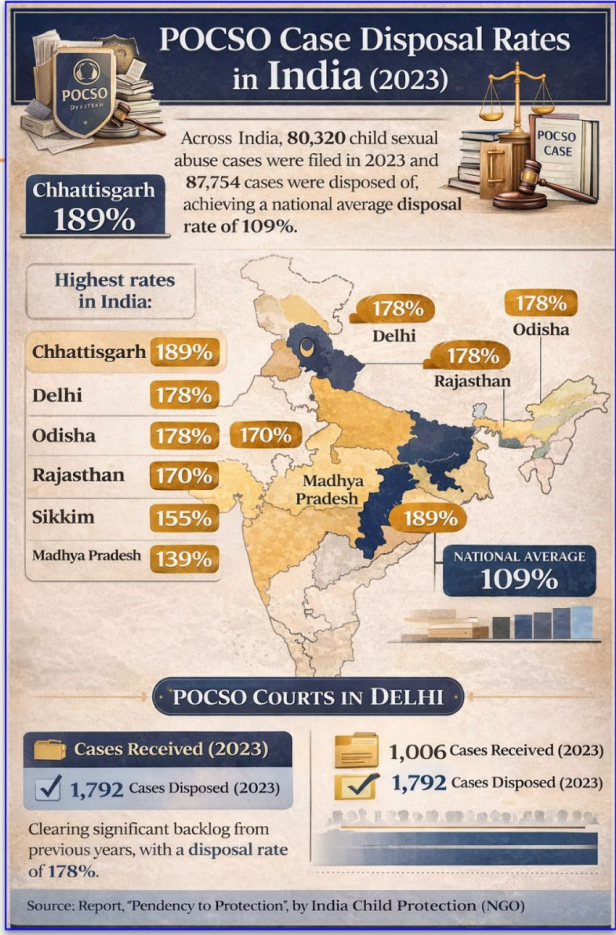 POCSO Case Disposal Rates
in India (2023)
POCSO
POCSO
CASE
Across India, 80,320 child sexual
abuse cases were filed in 2023 and
87,754 cases were disposed of,
achieving a national average disposal
rate of 109%.
Chhattisgarh
189%
Highest rates
in India:
Chhattisgarh 189%
Delhi 178%
Odisha 178%
Rajasthan 170%
Sikkim 155%
Madhya Pradesh 139%
170%
178%
Delhi
178%
Rajasthan
178%
Odisha
Madhya
Pradesh
189%
NATIONAL AVERAGE
109%
POCSO COURTS IN DELHI
Cases Received (2023)
1,792 Cases Disposed (2023)
Clearing significant backlog from
previous years, with a disposal rate
of 178%.
1,006 Cases Received (2023)
1,792 Cases Disposed (2023)
Source: Report, "Pendency to Protection", by India Child Protection (NGO)